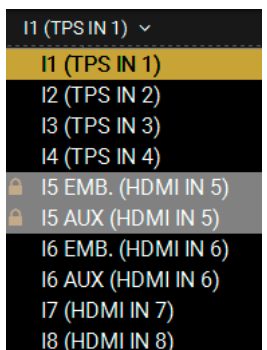 I1 (TPS IN 1)
I1 (TPS IN 1)
I2 (TPS IN 2)
I3 (TPS IN 3)
I4 (TPS IN 4)
I5 EMB. (HDMI IN 5)
I5 AUX (HDMI IN 5)
I6 EMB. (HDMI IN 6)
I6 AUX (HDMI IN 6)
I7 (HDMI IN 7)
I8 (HDMI IN 8)